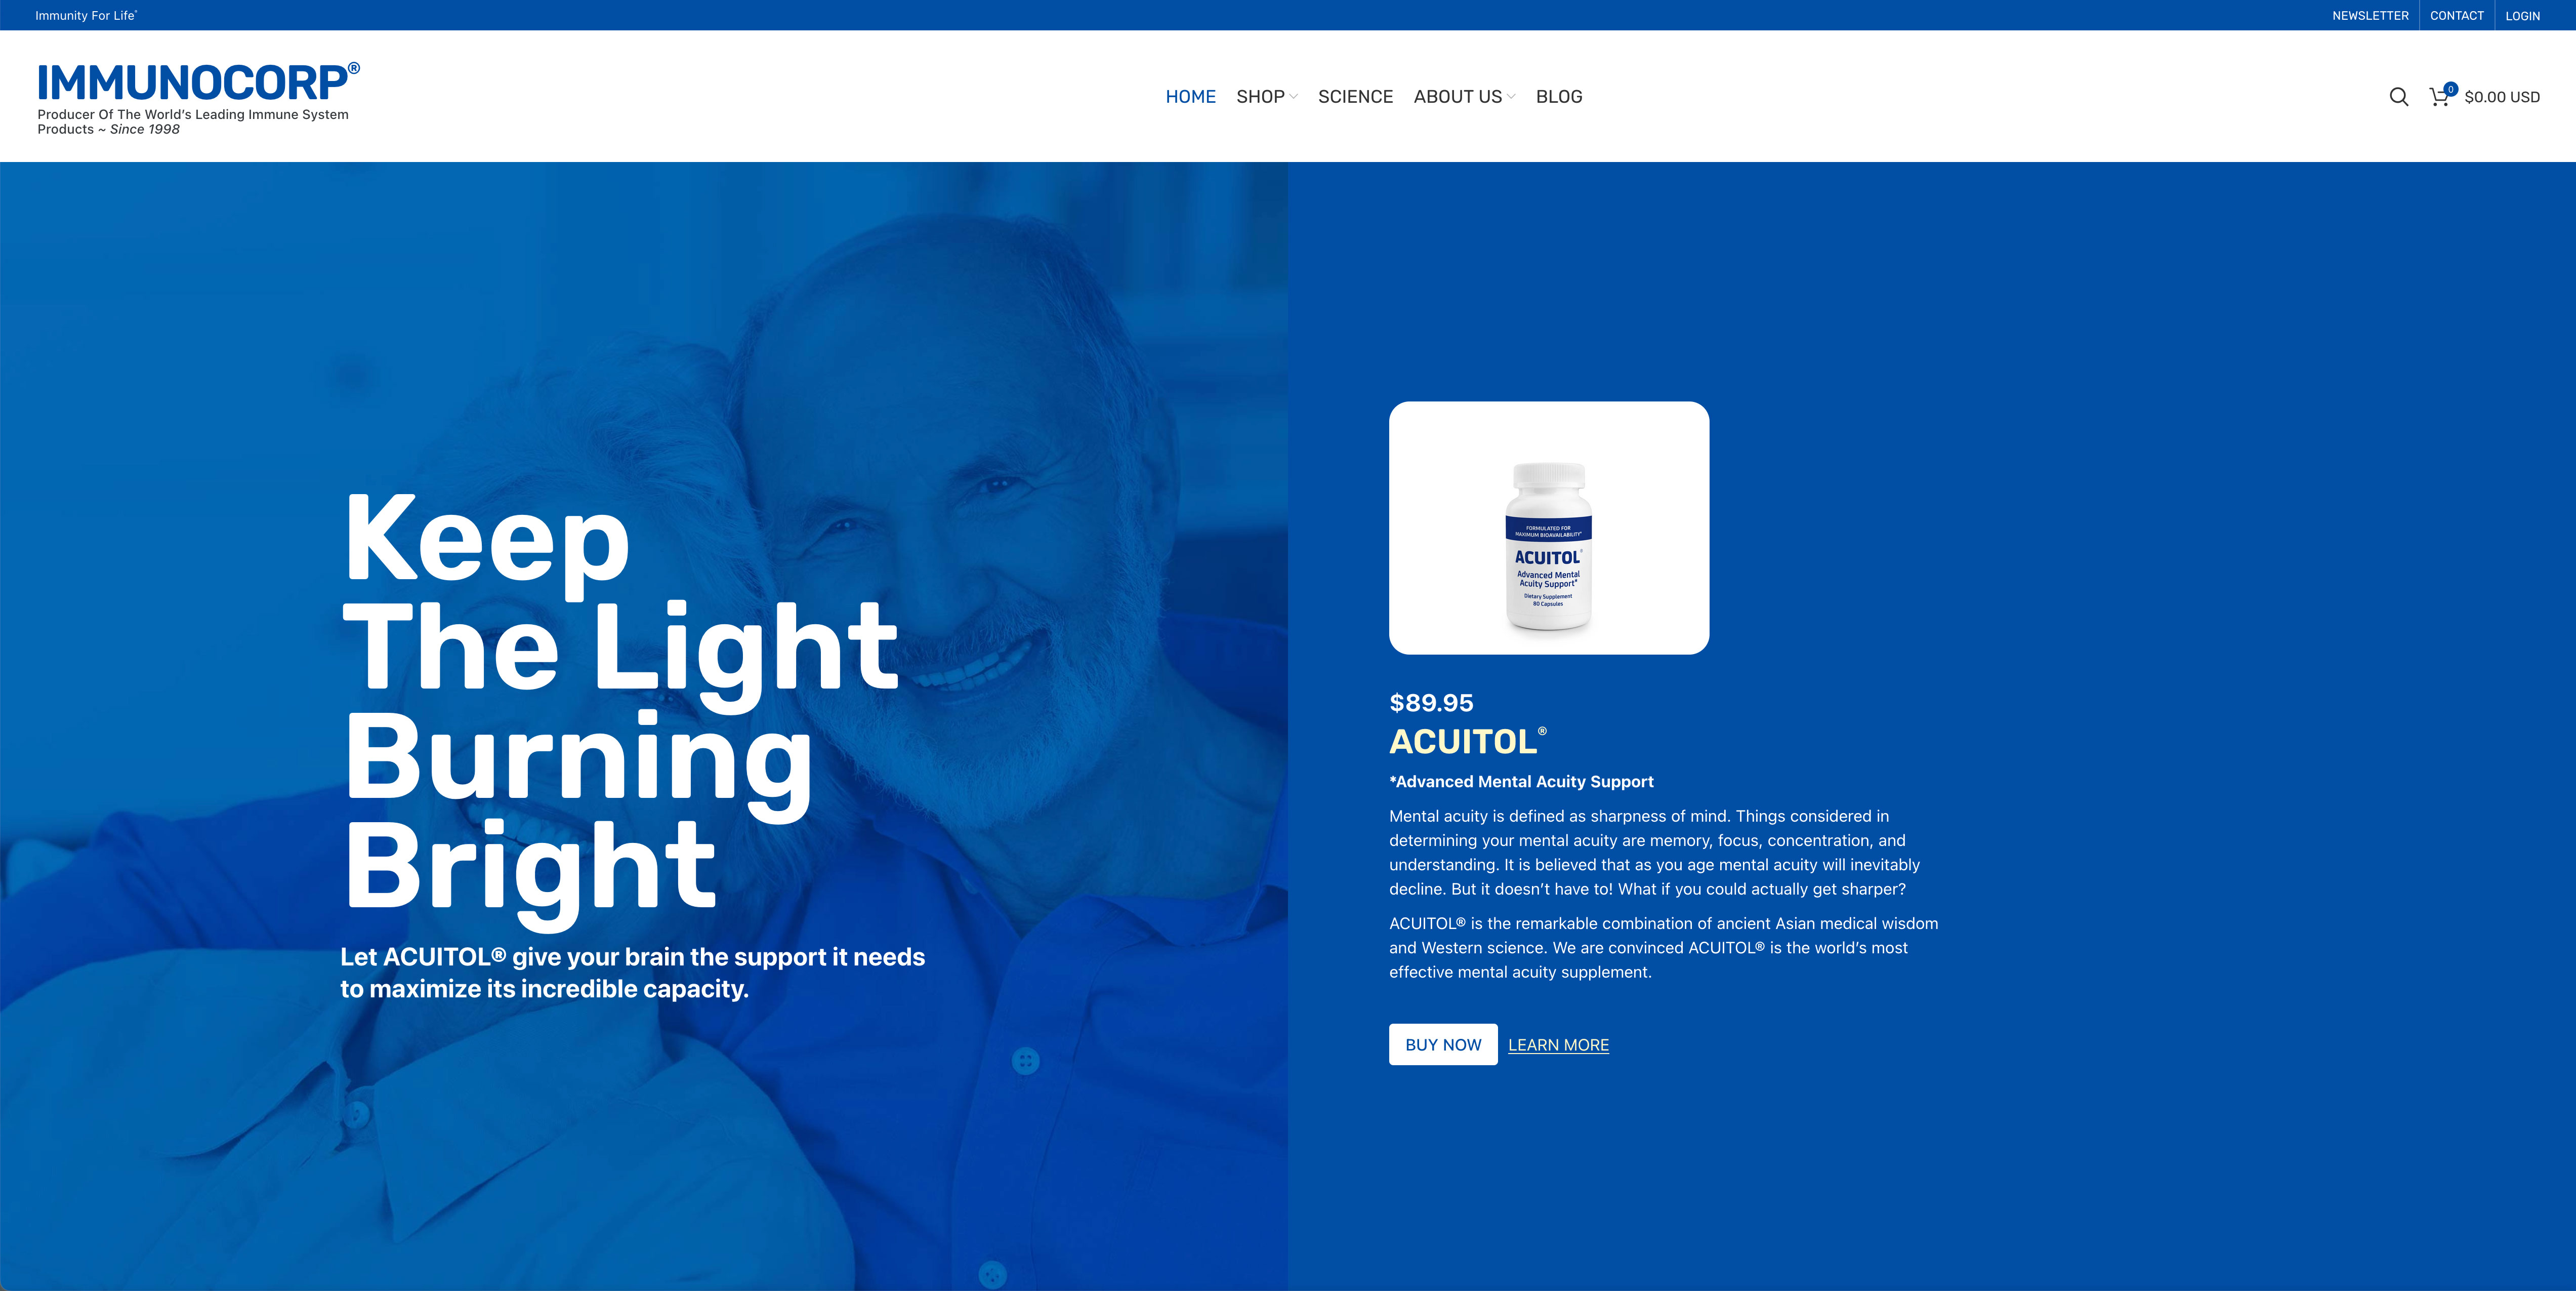 Immunity For Life*
NEWSLETTER
CONTACT
LOGIN
IMMUNOCORP®
Producer Of The World's Leading Immune System
Products ~ Since 1998
HOME
SHOP
SCIENCE
ABOUT US
BLOG
0
$0.00 USD
Keep
The Light
Burning
Bright
Let ACUITOL® give your brain the support it needs
to maximize its incredible capacity.
FORMULATED FOR
MAXIMUM BIOAVAILABILITY*
ACUITOL®
Advanced Mental
Acuity Support*
Dietary Supplement
80 Capsules
$89.95
ACUITOL®
*Advanced Mental Acuity Support
Mental acuity is defined as sharpness of mind. Things considered in
determining your mental acuity are memory, focus, concentration, and
understanding. It is believed that as you age mental acuity will inevitably
decline. But it doesn't have to! What if you could actually get sharper?
ACUITOL® is the remarkable combination of ancient Asian medical wisdom
and Western science. We are convinced ACUITOL® is the world's most
effective mental acuity supplement.
BUY NOW
LEARN MORE